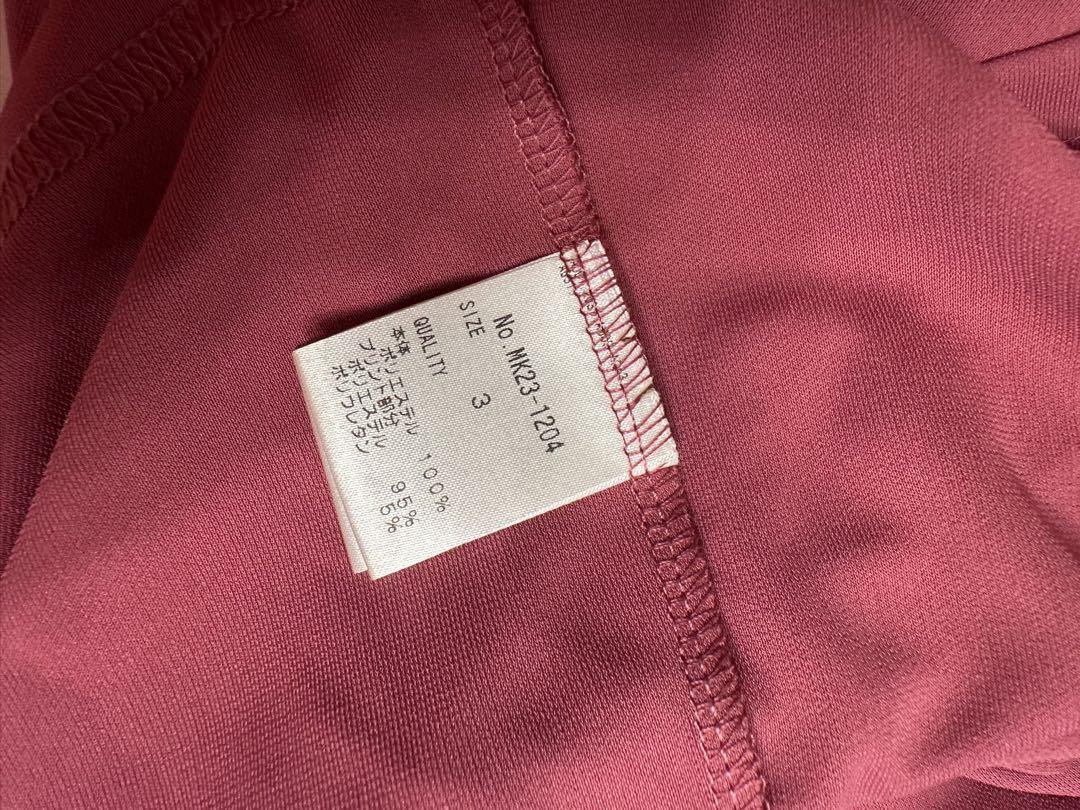 No. MK23-1204
SIZE 3
QUALITY
本体
ポリエステル 100%
プリント部分
ポリエステル 95%
ポリウレタン 5%